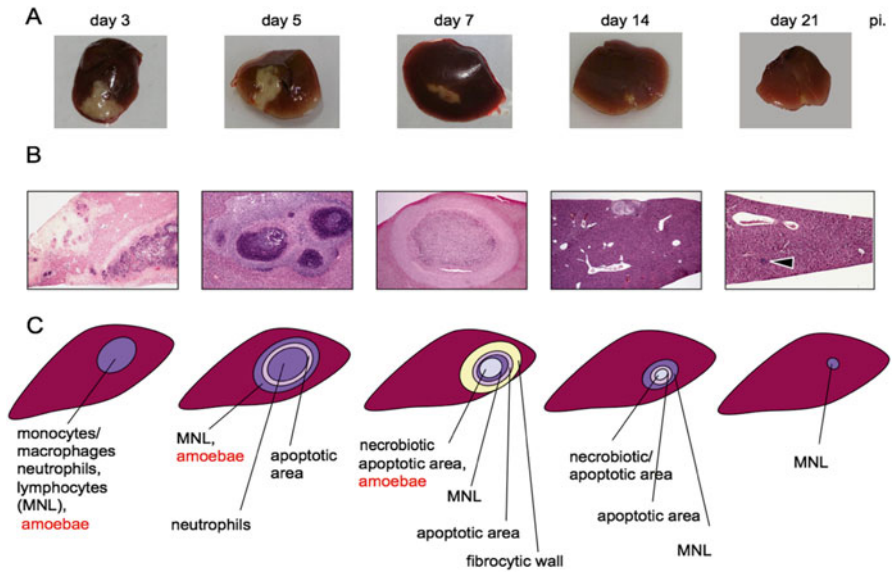 A
day 3 day 5 day 7 day 14 day 21 pi.
B
C
monocytes/
macrophages
neutrophils,
lymphocytes
(MNL),
amoebae
MNL,
amoebae
apoptotic
area
neutrophils
necrobiotic
apoptotic area,
amoebae
MNL
apoptotic area
fibrocytic wall
necrobiotic/
apoptotic area
apoptotic area
MNL
MNL